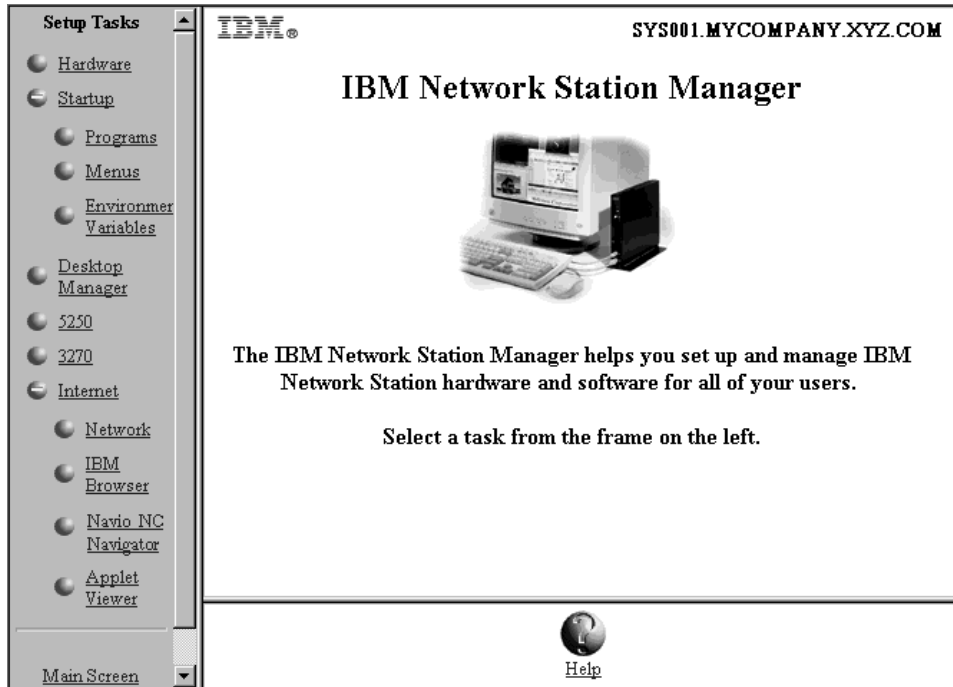 Setup Tasks
Hardware
Startup
Programs
Menus
Environmen
Variables
Desktop
Manager
5250
3270
Internet
Network
IBM
Browser
Navio NC
Navigator
Applet
Viewer
Main Screen
IBM®
SYS001.MYCOMPANY.XYZ.COM
IBM Network Station Manager
The IBM Network Station Manager helps you set up and manage IBM
Network Station hardware and software for all of your users.
Select a task from the frame on the left.
Help